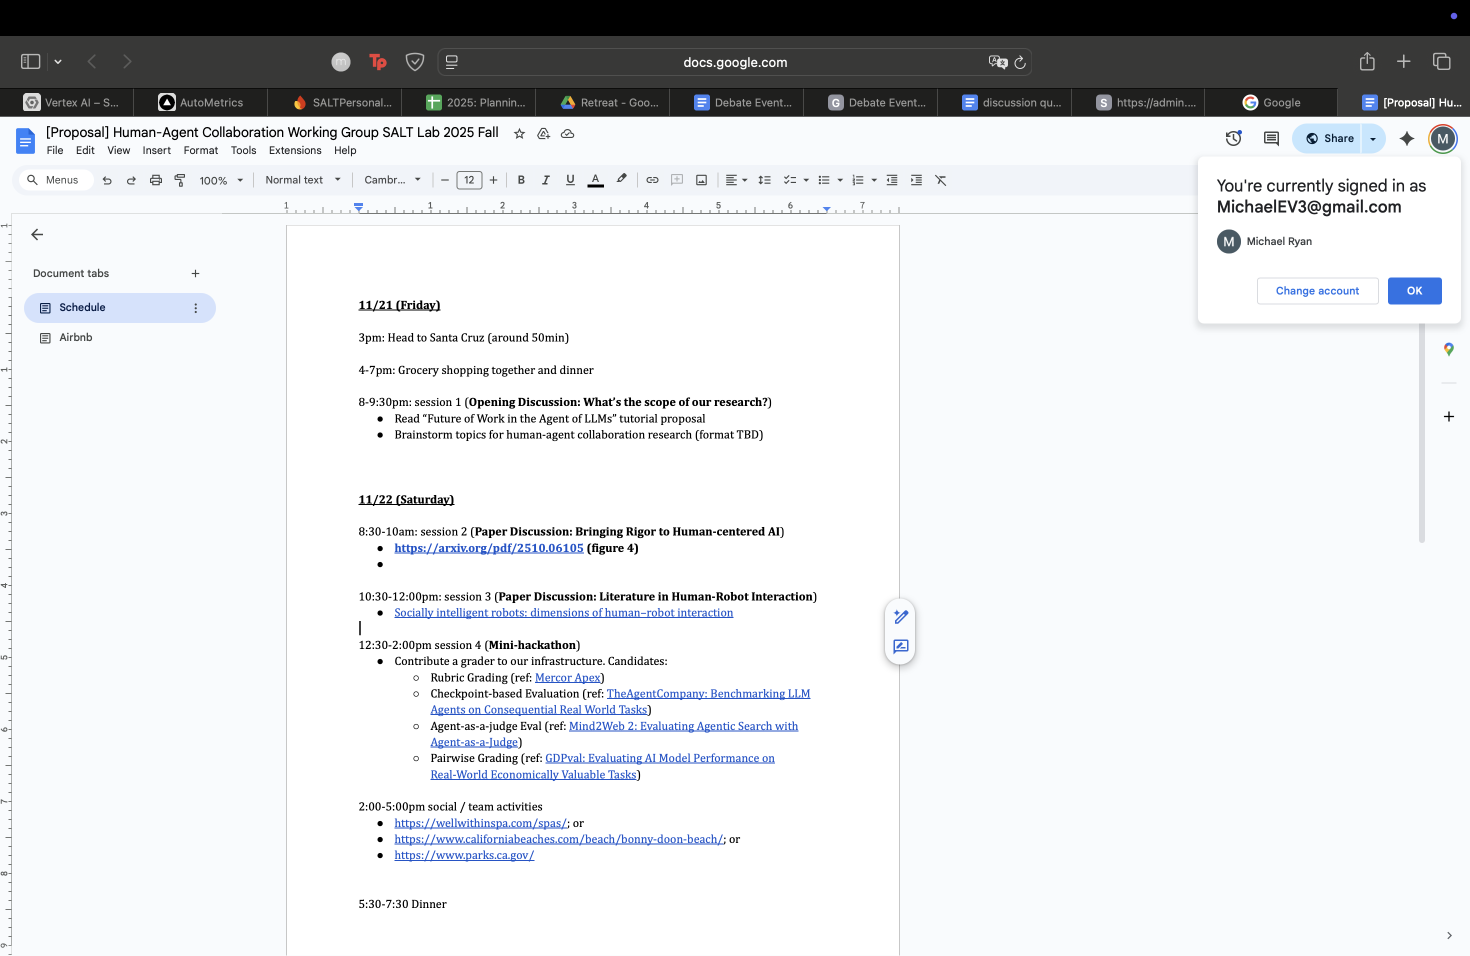 docs.google.com
Vertex AI – S...
AutoMetrics
SALTPersonal...
2025: Plannin...
Retreat - Goo...
Debate Event...
Debate Event...
discussion qu...
https://admin....
Google
[Proposal] Hu...
[Proposal] Human-Agent Collaboration Working Group SALT Lab 2025 Fall
File Edit View Insert Format Tools Extensions Help
Share
M
Menus
100%
Normal text
Cambr...
12
You're currently signed in as
MichaelEV3@gmail.com
M Michael Ryan
Change account
OK
Document tabs
Schedule
Airbnb
11/21 (Friday)
3pm: Head to Santa Cruz (around 50min)
4-7pm: Grocery shopping together and dinner
8-9:30pm: session 1 (Opening Discussion: What's the scope of our research?)
● Read “Future of Work in the Agent of LLMs” tutorial proposal
● Brainstorm topics for human-agent collaboration research (format TBD)
11/22 (Saturday)
8:30-10am: session 2 (Paper Discussion: Bringing Rigor to Human-centered AI)
● https://arxiv.org/pdf/2510.06105 (figure 4)
●
10:30-12:00pm: session 3 (Paper Discussion: Literature in Human-Robot Interaction)
● Socially intelligent robots: dimensions of human–robot interaction
12:30-2:00pm session 4 (Mini-hackathon)
● Contribute a grader to our infrastructure. Candidates:
○ Rubric Grading (ref: Mercor Apex)
○ Checkpoint-based Evaluation (ref: TheAgentCompany: Benchmarking LLM
Agents on Consequential Real World Tasks)
○ Agent-as-a-judge Eval (ref: Mind2Web 2: Evaluating Agentic Search with
Agent-as-a-Judge)
○ Pairwise Grading (ref: GDPval: Evaluating AI Model Performance on
Real-World Economically Valuable Tasks)
2:00-5:00pm social / team activities
● https://wellwithinspa.com/spas/; or
● https://www.californiabeaches.com/beach/bonny-doon-beach/; or
● https://www.parks.ca.gov/
5:30-7:30 Dinner